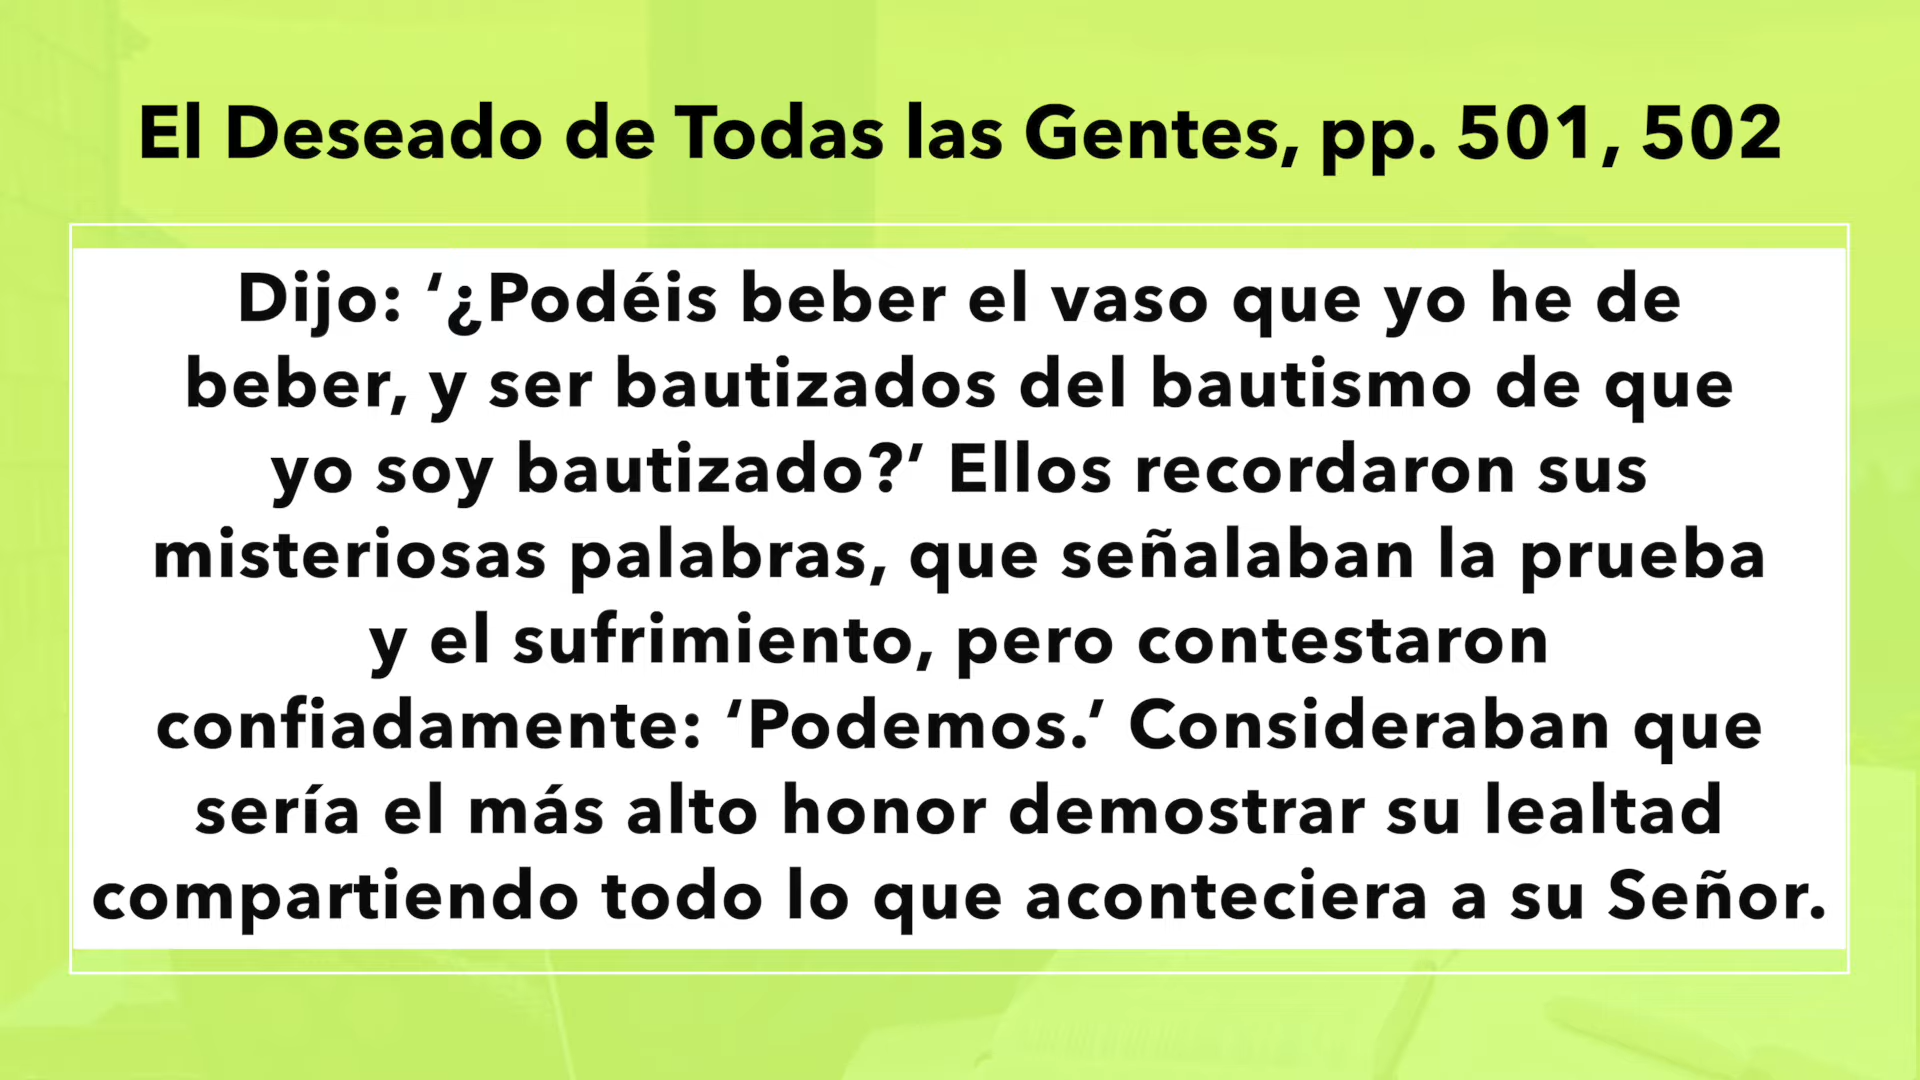 El Deseado de Todas las Gentes, pp. 501, 502
Dijo: ‘¿Podéis beber el vaso que yo he de
beber, y ser bautizados del bautismo de que
yo soy bautizado?’ Ellos recordaron sus
misteriosas palabras, que señalaban la prueba
y el sufrimiento, pero contestaron
confiadamente: ‘Podemos.’ Consideraban que
sería el más alto honor demostrar su lealtad
compartiendo todo lo que aconteciera a su Señor.